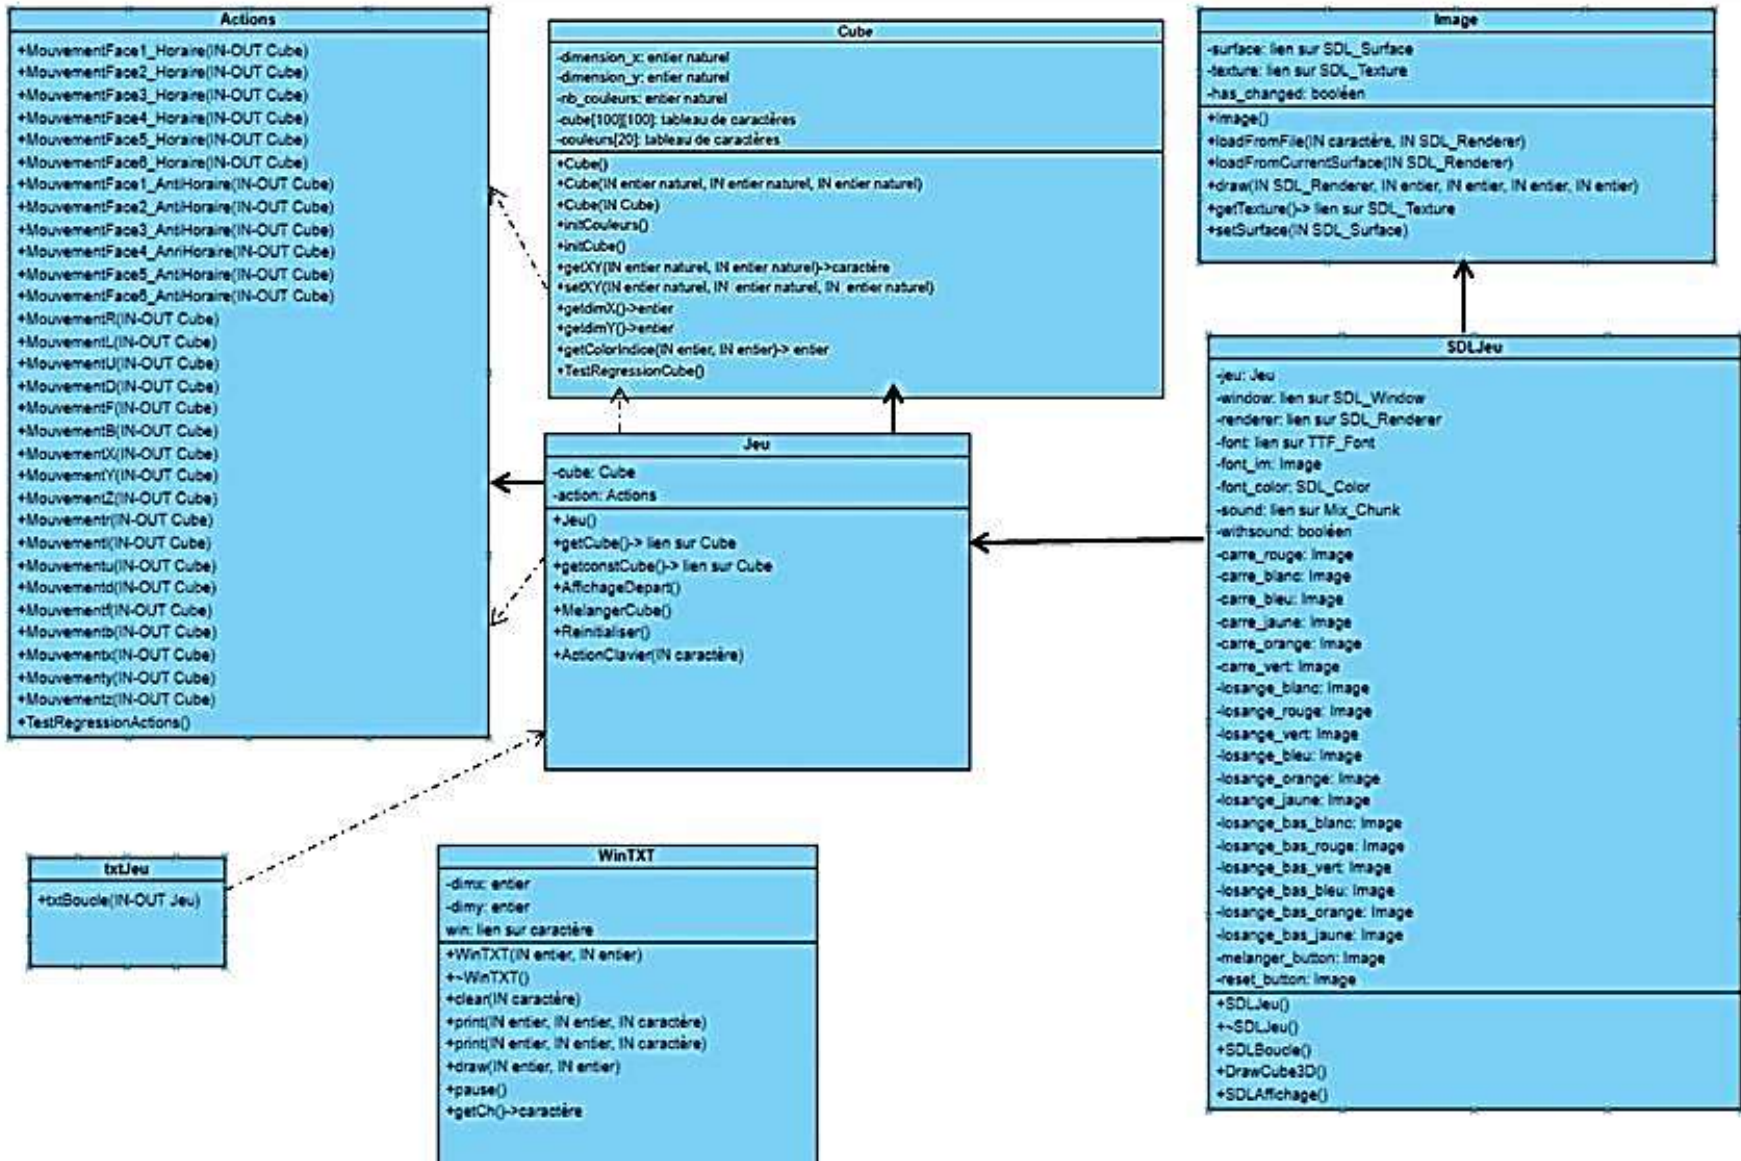 Actions
+MouvementFace1_Horaire(IN-OUT Cube)
+MouvementFace2_Horaire(IN-OUT Cube)
+MouvementFace3_Horaire(IN-OUT Cube)
+MouvementFace4_Horaire(IN-OUT Cube)
+MouvementFace5_Horaire(IN-OUT Cube)
+MouvementFace6_Horaire(IN-OUT Cube)
+MouvementFace1_AntiHoraire(IN-OUT Cube)
+MouvementFace2_AntiHoraire(IN-OUT Cube)
+MouvementFace3_AntiHoraire(IN-OUT Cube)
+MouvementFace4_AntiHoraire(IN-OUT Cube)
+MouvementFace5_AntiHoraire(IN-OUT Cube)
+MouvementFace6_AntiHoraire(IN-OUT Cube)
+MouvementR(IN-OUT Cube)
+MouvementL(IN-OUT Cube)
+MouvementU(IN-OUT Cube)
+MouvementD(IN-OUT Cube)
+MouvementF(IN-OUT Cube)
+MouvementB(IN-OUT Cube)
+MouvementX(IN-OUT Cube)
+MouvementY(IN-OUT Cube)
+MouvementZ(IN-OUT Cube)
+Mouvementr(IN-OUT Cube)
+Mouvementl(IN-OUT Cube)
+Mouvementu(IN-OUT Cube)
+Mouvementd(IN-OUT Cube)
+Mouvementf(IN-OUT Cube)
+Mouvementb(IN-OUT Cube)
+Mouvementx(IN-OUT Cube)
+Mouvementy(IN-OUT Cube)
+Mouvementz(IN-OUT Cube)
+TestRegressionActions()
Cube
-dimension_x: entier naturel
-dimension_y: entier naturel
-nb_couleurs: entier naturel
-cube[100][100]: tableau de caractères
-couleurs[20]: tableau de caractères
+Cube()
+Cube(IN entier naturel, IN entier naturel, IN entier naturel)
+Cube(IN Cube)
+initCouleurs()
+initCube()
+getXY(IN entier naturel, IN entier naturel)->caractère
+setXY(IN entier naturel, IN entier naturel, IN entier naturel)
+getdimX()->entier
+getdimY()->entier
+getColorIndice(IN entier, IN entier)-> entier
+TestRegressionCube()
Image
-surface: lien sur SDL_Surface
-texture: lien sur SDL_Texture
-has_changed: booléen
+Image()
+loadFromFile(IN caractère, IN SDL_Renderer)
+loadFromCurrentSurface(IN SDL_Renderer)
+draw(IN SDL_Renderer, IN entier, IN entier, IN entier, IN entier)
+getTexture()-> lien sur SDL_Texture
+setSurface(IN SDL_Surface)
Jeu
-cube: Cube
-action: Actions
+Jeu()
+getCube()-> lien sur Cube
+getconstCube()-> lien sur Cube
+AffichageDepart()
+MelangerCube()
+Reinitialiser()
+ActionClavier(IN caractère)
SDLJeu
-jeu: Jeu
-window: lien sur SDL_Window
-renderer: lien sur SDL_Renderer
-font: lien sur TTF_Font
-font_im: Image
-font_color: SDL_Color
-sound: lien sur Mix_Chunk
-withsound: booléen
-carre_rouge: Image
-carre_blanc: Image
-carre_bleu: Image
-carre_jaune: Image
-carre_orange: Image
-carre_vert: Image
-losange_blanc: Image
-losange_rouge: Image
-losange_vert: Image
-losange_bleu: Image
-losange_orange: Image
-losange_jaune: Image
-losange_bas_blanc: Image
-losange_bas_rouge: Image
-losange_bas_vert: Image
-losange_bas_bleu: Image
-losange_bas_orange: Image
-losange_bas_jaune: Image
-melanger_button: Image
-reset_button: Image
+SDLJeu()
+~SDLJeu()
+SDLBoucle()
+DrawCube3D()
+SDLAffichage()
txtJeu
+txtBoucle(IN-OUT Jeu)
WinTXT
-dimx: entier
-dimy: entier
win: lien sur caractère
+WinTXT(IN entier, IN entier)
+~WinTXT()
+clear(IN caractère)
+print(IN entier, IN entier, IN caractère)
+print(IN entier, IN entier, IN caractère)
+draw(IN entier, IN entier)
+pause()
+getCh()->caractère